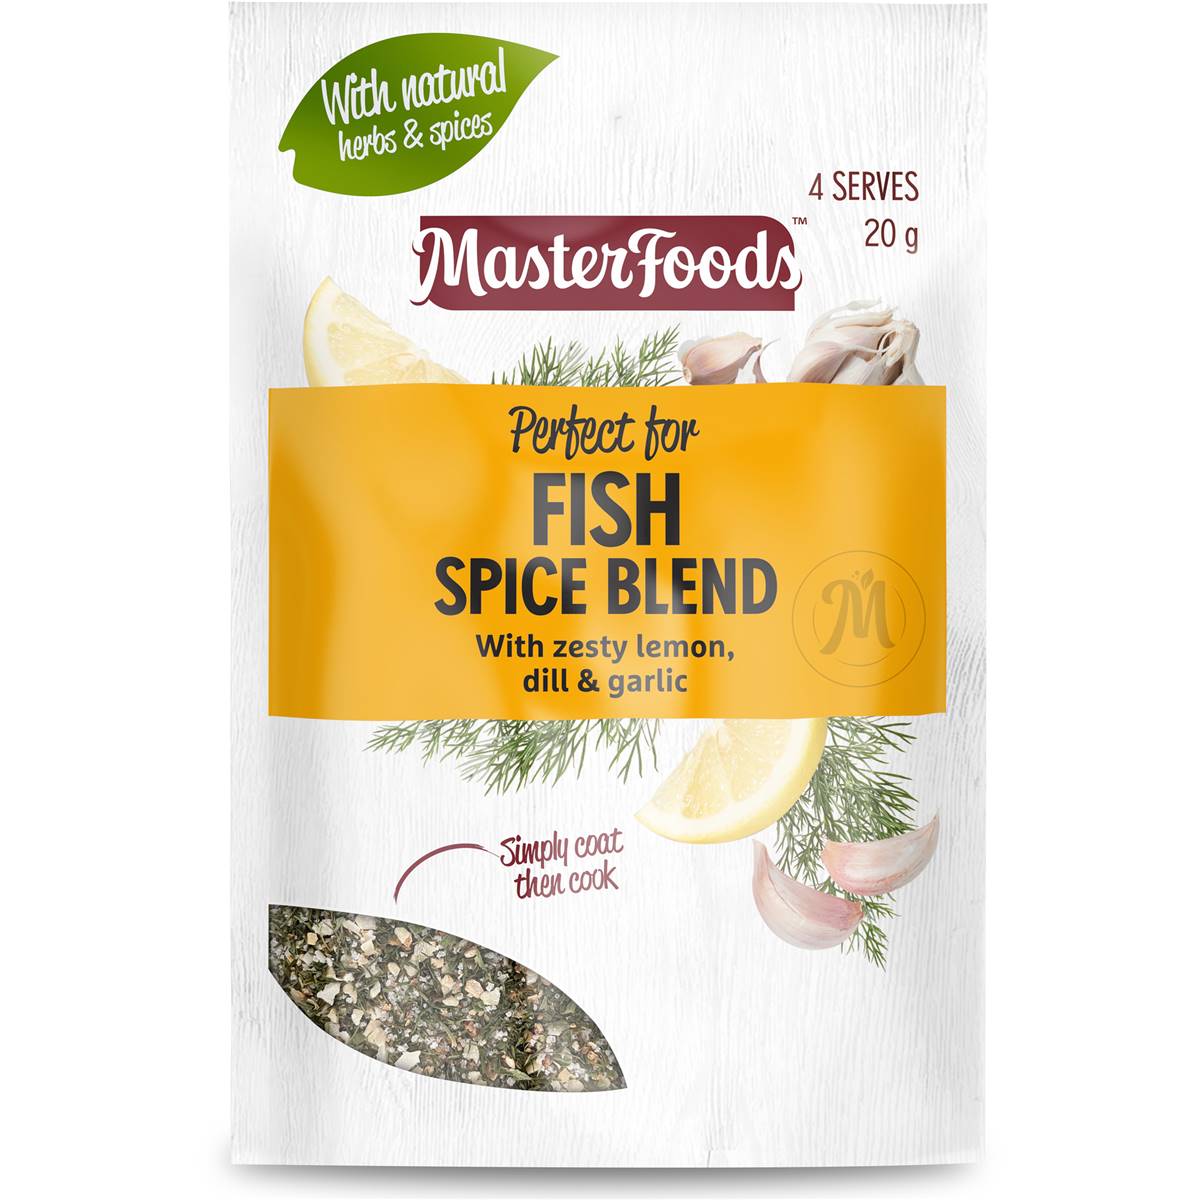 With natural
herbs & spices
4 SERVES
20 g
MasterFoods™
Perfect for
FISH
SPICE BLEND
With zesty lemon,
dill & garlic
M
Simply coat
then cook